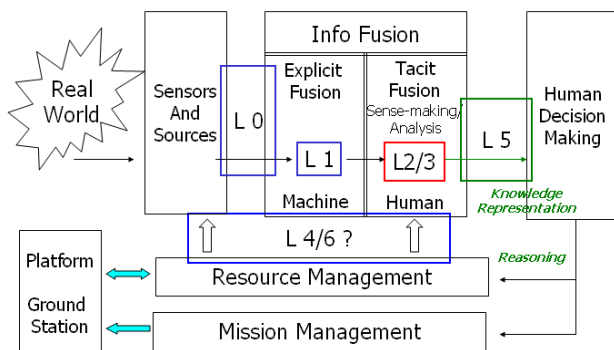 Info Fusion
Real
World
Sensors
And
Sources
L 0
Explicit
Fusion
L 1
Machine
Tacit
Fusion
Sense-making/
Analysis
L2/3
Human
L 5
Human
Decision
Making
Knowledge
Representation
L 4/6 ?
Platform
Ground
Station
Resource Management
Reasoning
Mission Management